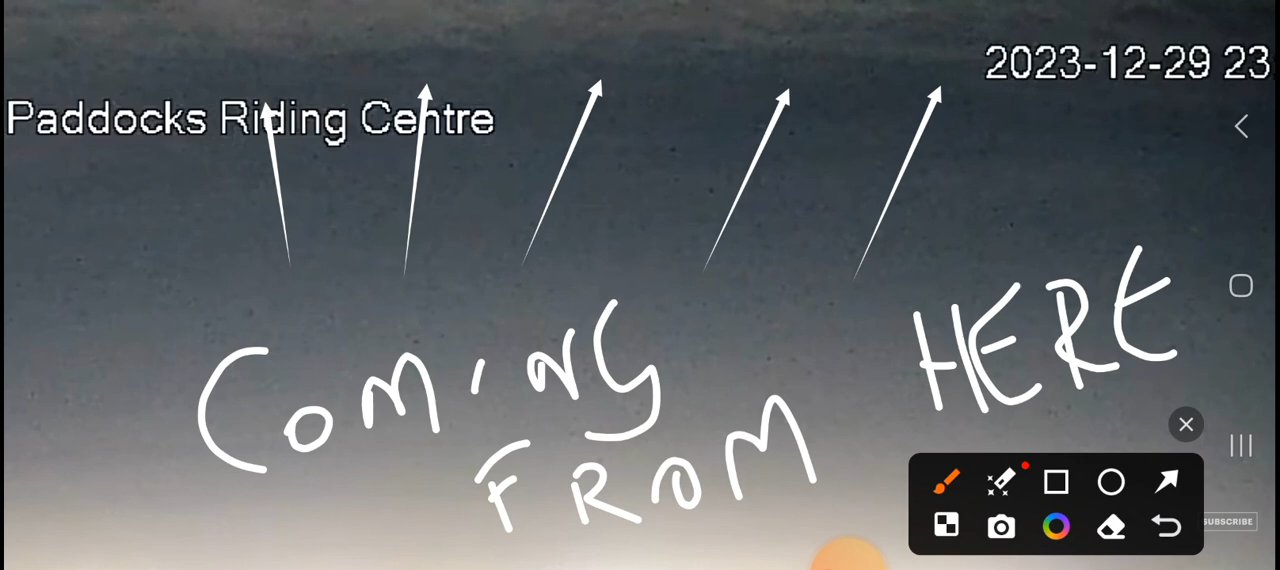 2023-12-29 23
Paddocks Riding Centre
COMING
FROM
HERE
SUBSCRIBE